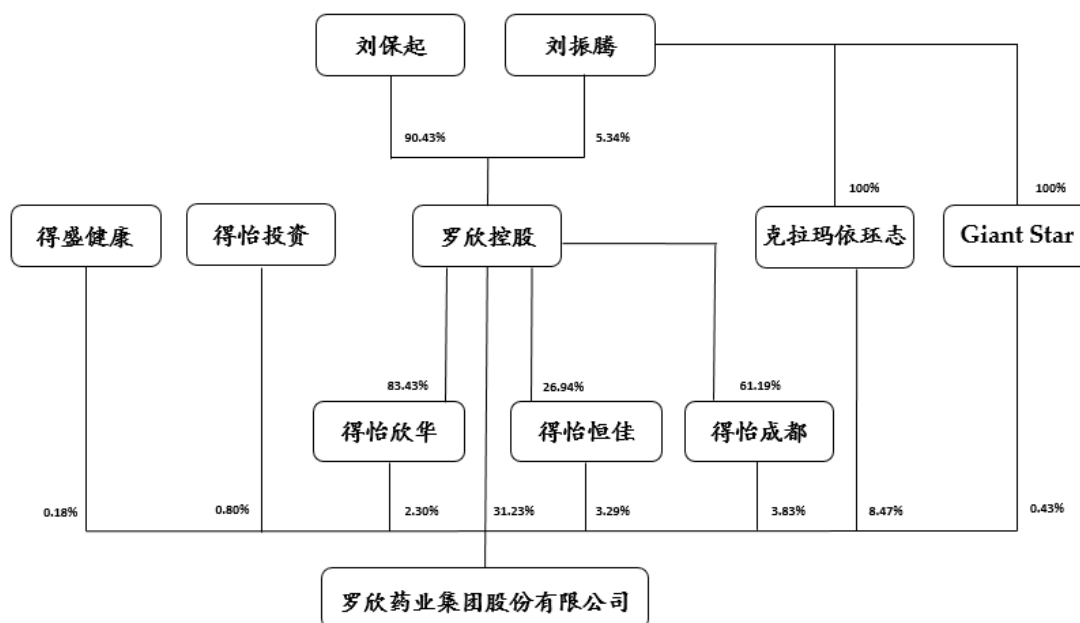 刘保起
刘振腾
90.43%
5.34%
100%
100%
得盛健康
得怡投资
罗欣控股
克拉玛依珏志
Giant Star
83.43%
26.94%
61.19%
得怡欣华
得怡恒佳
得怡成都
0.18%
0.80%
2.30%
31.23%
3.29%
3.83%
8.47%
0.43%
罗欣药业集团股份有限公司